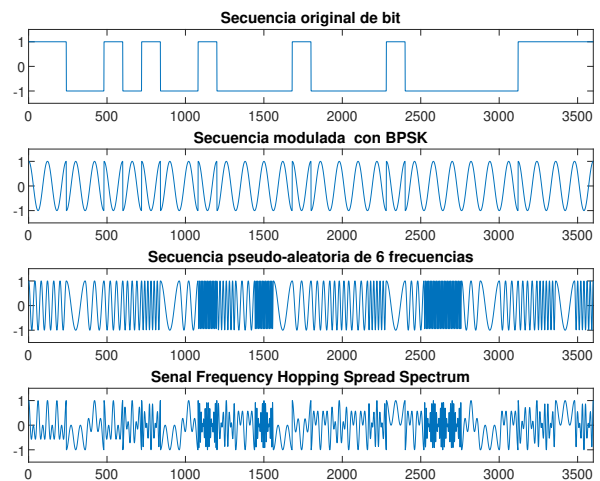 Secuencia original de bit
1
0
-1
0 500 1000 1500 2000 2500 3000 3500
Secuencia modulada con BPSK
1
0
-1
0 500 1000 1500 2000 2500 3000 3500
Secuencia pseudo-aleatoria de 6 frecuencias
1
0
-1
0 500 1000 1500 2000 2500 3000 3500
Senal Frequency Hopping Spread Spectrum
1
0
-1
0 500 1000 1500 2000 2500 3000 3500